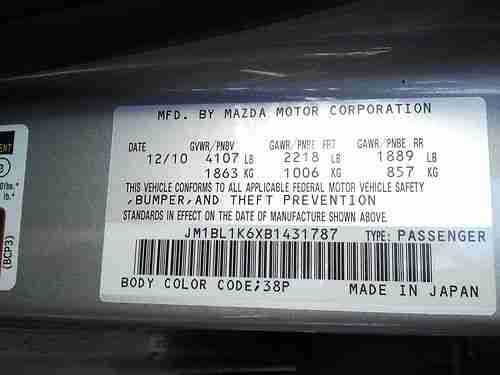 MFD. BY MAZDA MOTOR CORPORATION
DATE GVWR/PNBV GAWR/PNBE FRT GAWR/PNBE RR
12/10 4107 LB 2218 LB 1889 LB
1863 KG 1006 KG 857 KG
THIS VEHICLE CONFORMS TO ALL APPLICABLE FEDERAL MOTOR VEHICLE SAFETY
,BUMPER, AND THEFT PREVENTION
STANDARDS IN EFFECT ON THE DATE OF MANUFACTURE SHOWN ABOVE.
JM1BL1K6XB1431787 TYPE: PASSENGER
BODY COLOR CODE;38P MADE IN JAPAN
(BCP3)